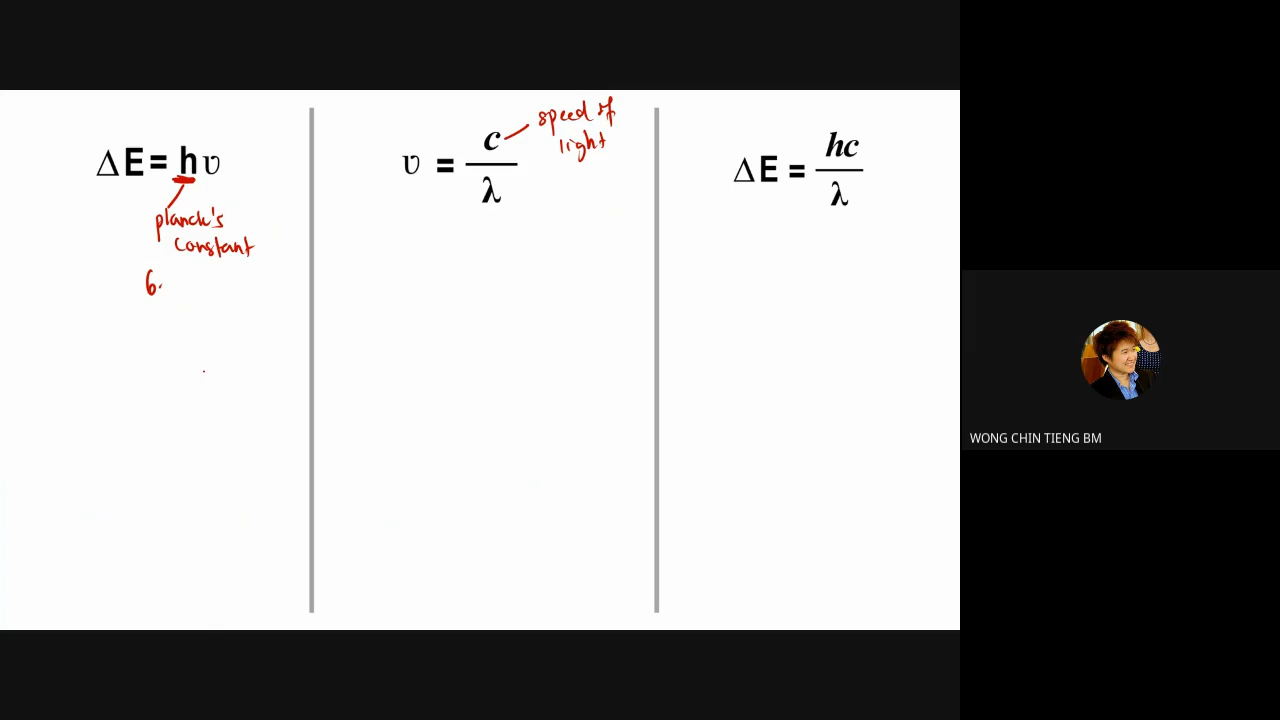 ΔE = hυ
planck's
constant
6.
υ = c/λ
speed of
light
ΔE = hc/λ
WONG CHIN TIENG BM